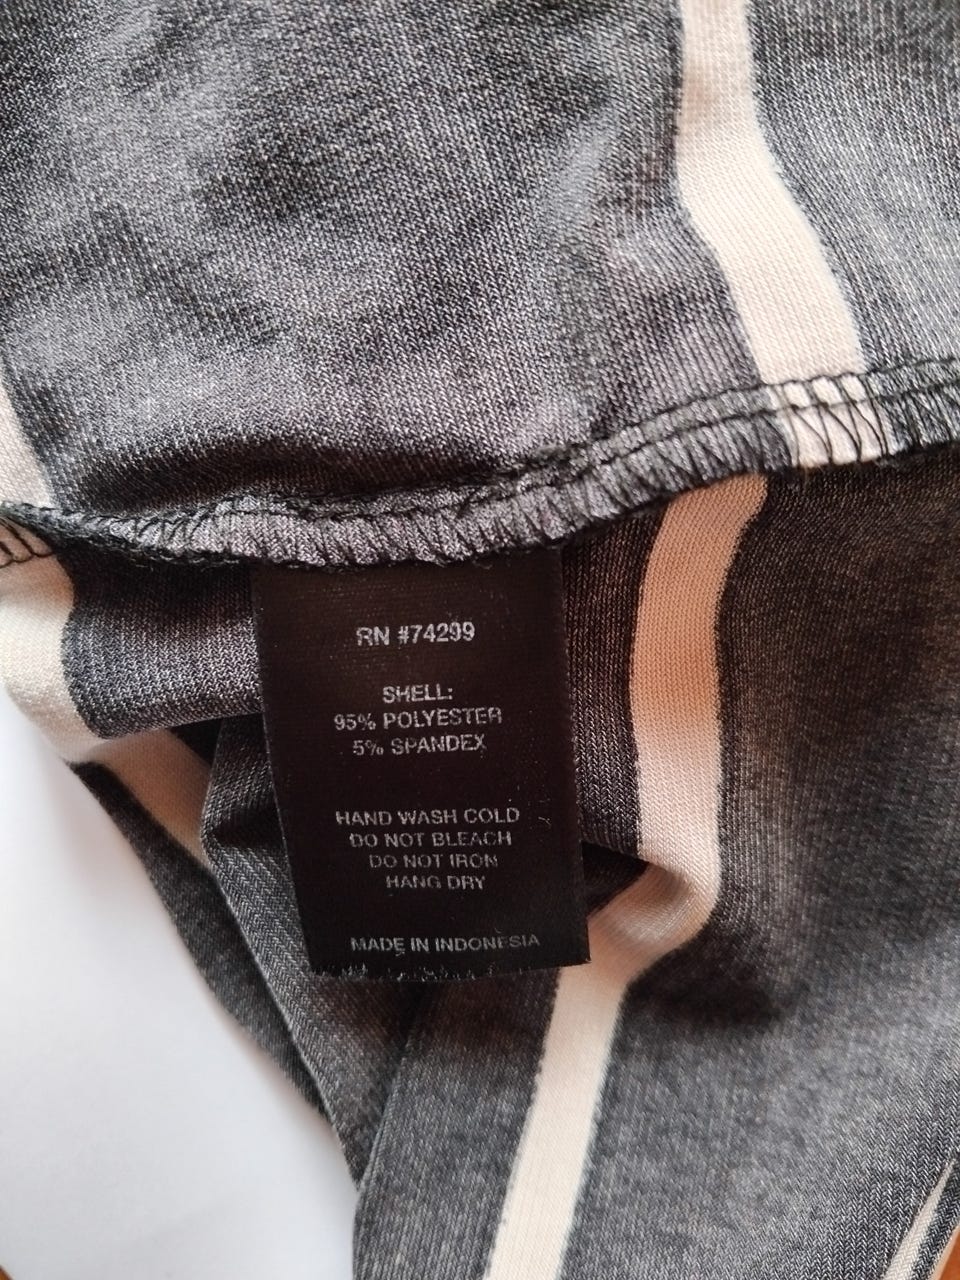 RN #74299
SHELL:
95% POLYESTER
5% SPANDEX
HAND WASH COLD
DO NOT BLEACH
DO NOT IRON
HANG DRY
MADE IN INDONESIA